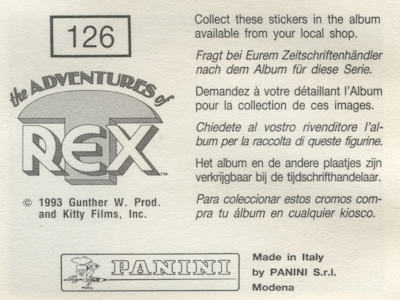 126
the ADVENTURES of
T REX™
© 1993 Gunther W. Prod.
and Kitty Films, Inc.
Collect these stickers in the album
available from your local shop.
Fragt bei Eurem Zeitschriftenhändler
nach dem Album für diese Serie.
Demandez à votre détaillant l'Album
pour la collection de ces images.
Chiedete al vostro rivenditore l'al-
bum per la raccolta di queste figurine.
Het album en de andere plaatjes zijn
verkrijgbaar bij de tijdschrifthandelaar.
Para coleccionar estos cromos com-
pra tu álbum en cualquier kiosco.
PANINI
Made in Italy
by PANINI S.r.l.
Modena